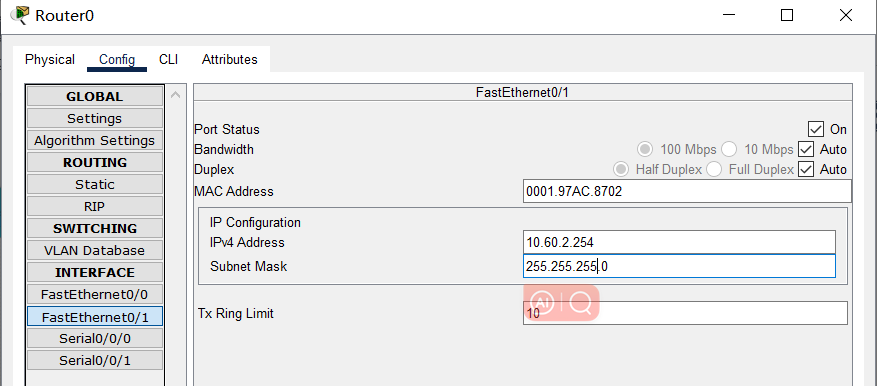 Router0
Physical Config CLI Attributes
GLOBAL
Settings
Algorithm Settings
ROUTING
Static
RIP
SWITCHING
VLAN Database
INTERFACE
FastEthernet0/0
FastEthernet0/1
Serial0/0/0
Serial0/0/1
FastEthernet0/1
Port Status On
Bandwidth 100 Mbps 10 Mbps Auto
Duplex Half Duplex Full Duplex Auto
MAC Address 0001.97AC.8702
IP Configuration
IPv4 Address 10.60.2.254
Subnet Mask 255.255.255.0
AI
Tx Ring Limit 10